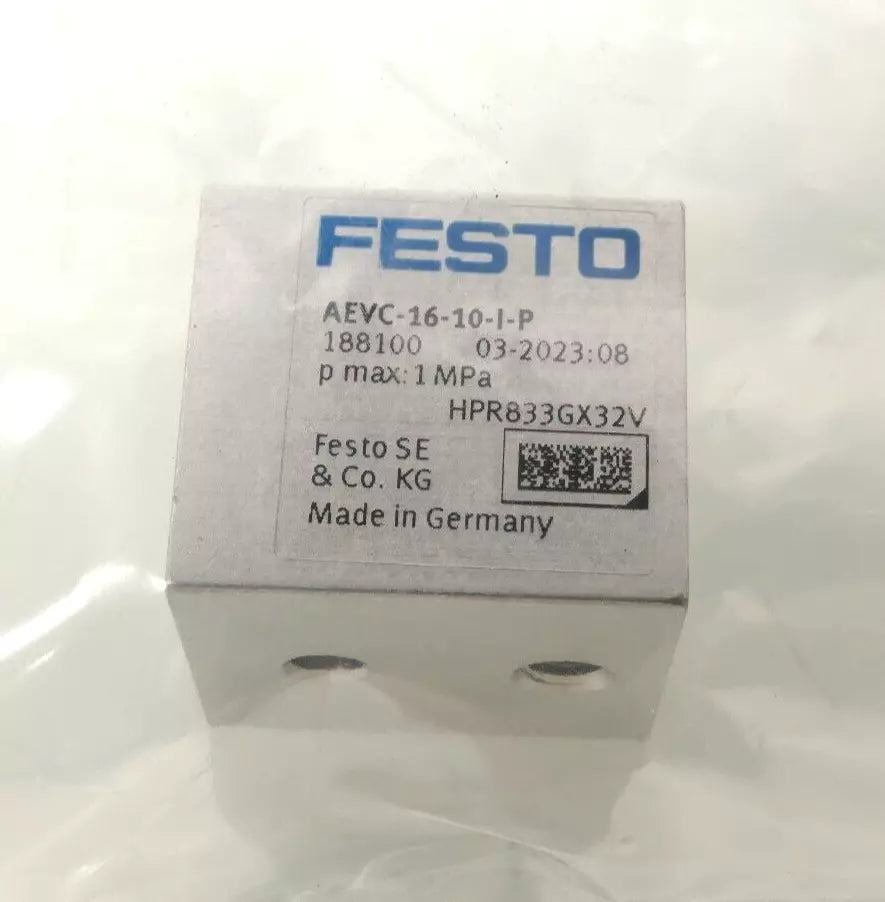 FESTO
AEVC-16-10-I-P
188100 03-2023:08
p max: 1 MPa
HPR833GX32V
Festo SE
& Co. KG
Made in Germany